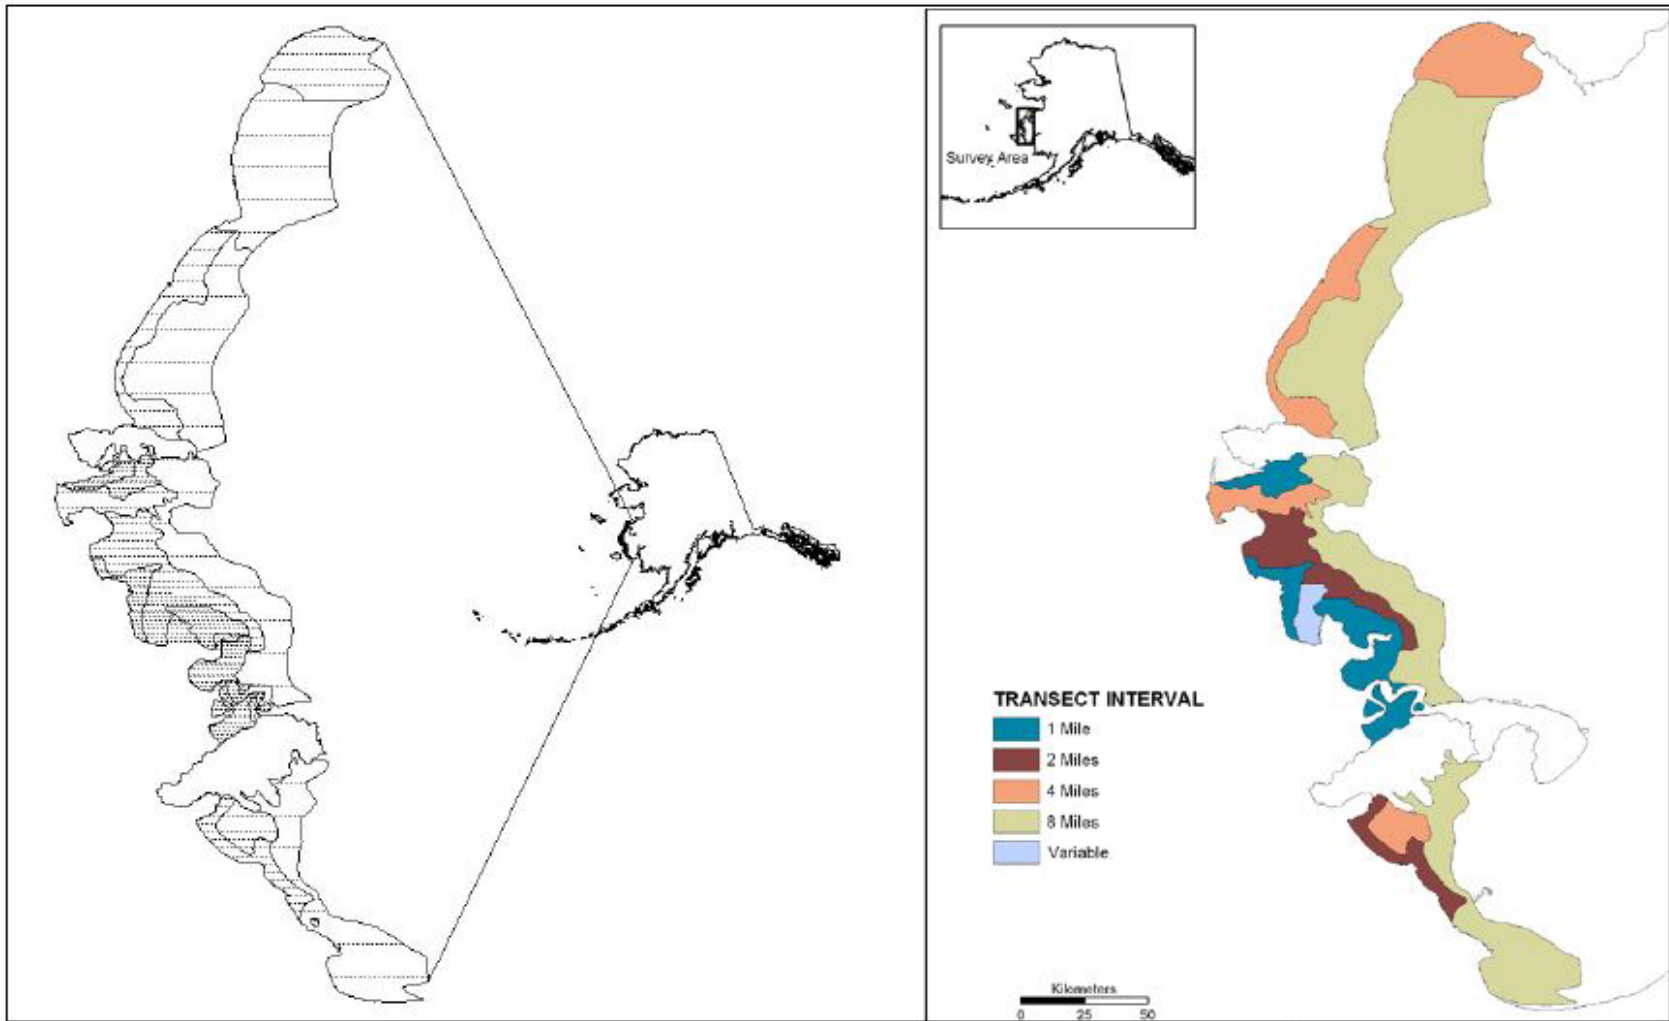 Survey Area
TRANSECT INTERVAL
1 Mile
2 Miles
4 Miles
8 Miles
Variable
Kilometers
0 25 50